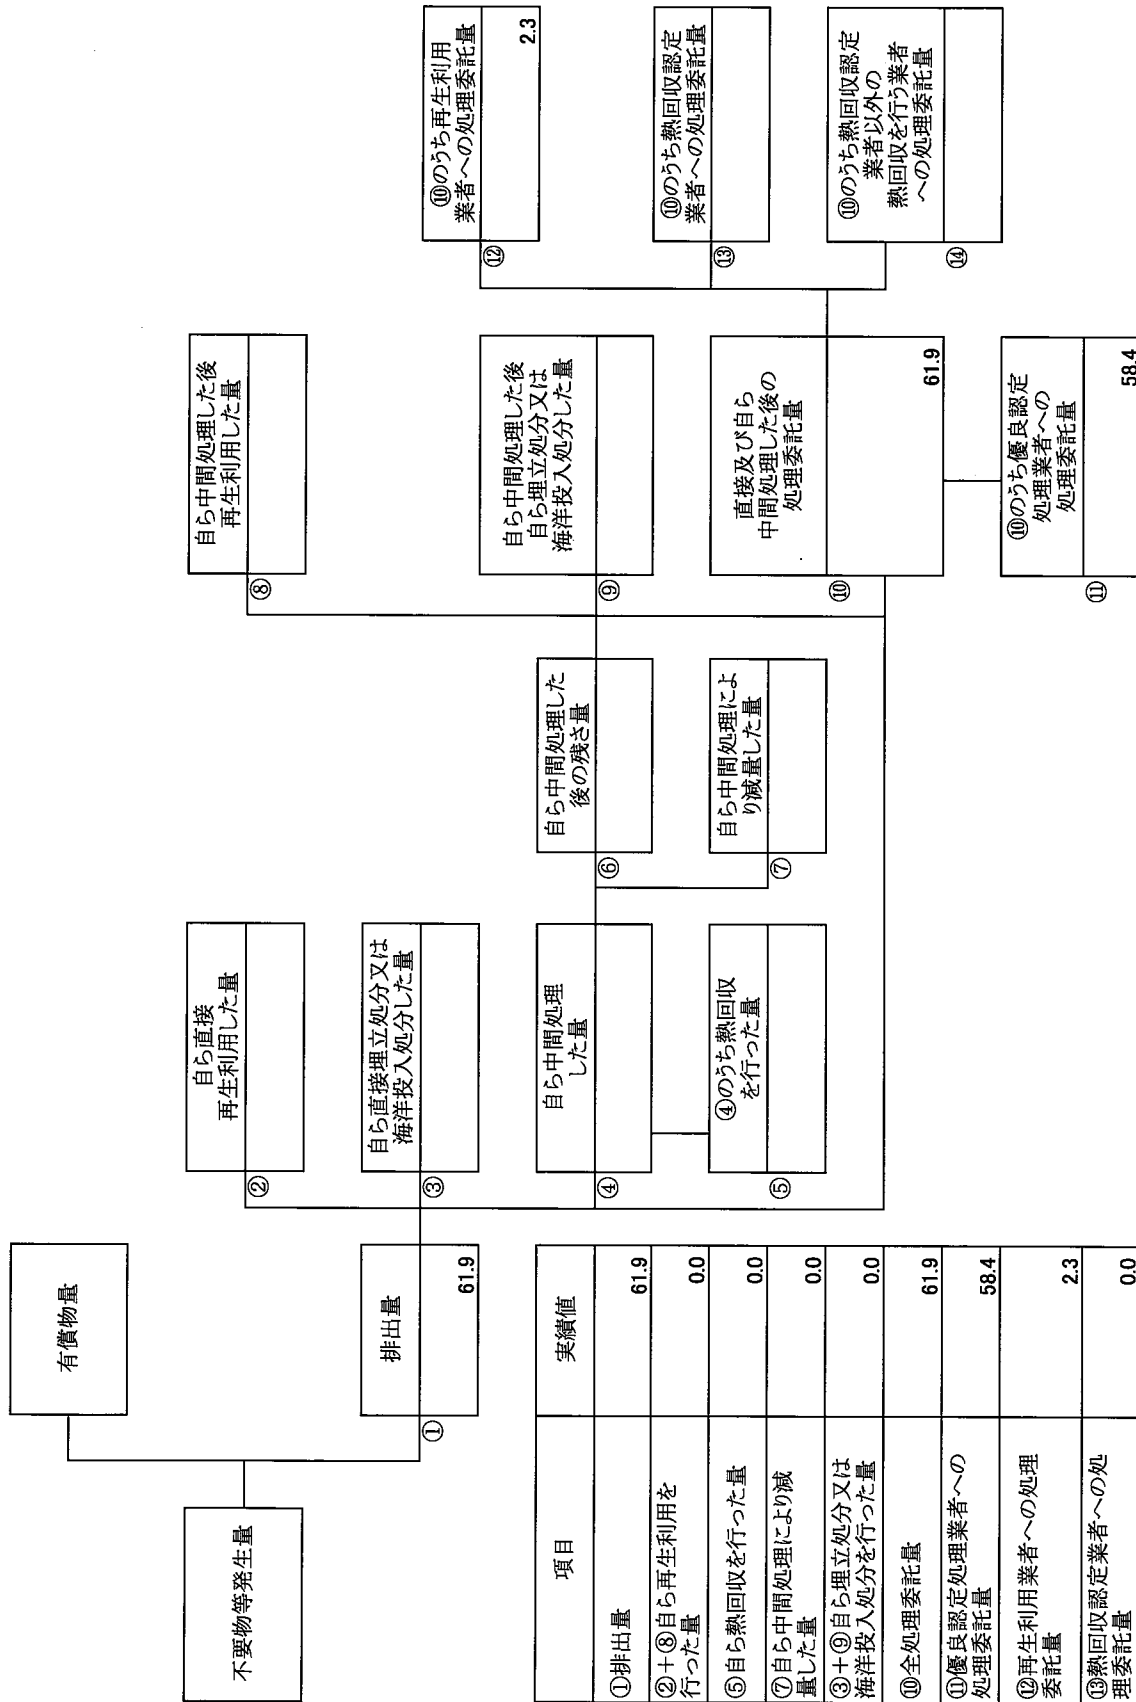 不要物等発生量
有償物量
排出量
①
61.9
自ら直接
再生利用した量
②
自ら直接埋立処分又は
海洋投入処分した量
③
自ら中間処理
した量
④
④のうち熱回収
を行った量
⑤
自ら中間処理した
後の残さ量
⑥
自ら中間処理によ
り減量した量
⑦
自ら中間処理した後
再生利用した量
⑧
自ら中間処理した後
自ら埋立処分又は
海洋投入処分した量
⑨
直接及び自ら
中間処理した後の
処理委託量
⑩
61.9
⑩のうち優良認定
処理業者への
処理委託量
⑪
58.4
⑩のうち再生利用
業者への処理委託量
⑫
2.3
⑩のうち熱回収認定
業者への処理委託量
⑬
⑩のうち熱回収認定
業者以外の
熱回収を行う業者
への処理委託量
⑭
項目 実績値
①排出量 61.9
②+⑧自ら再生利用を
行った量 0.0
⑤自ら熱回収を行った量 0.0
⑦自ら中間処理により減
量した量 0.0
③+⑨自ら埋立処分又は
海洋投入処分を行った量 0.0
⑩全処理委託量 61.9
⑪優良認定処理業者への
処理委託量 58.4
⑫再生利用業者への処理
委託量 2.3
⑬熱回収認定業者への処
理委託量 0.0